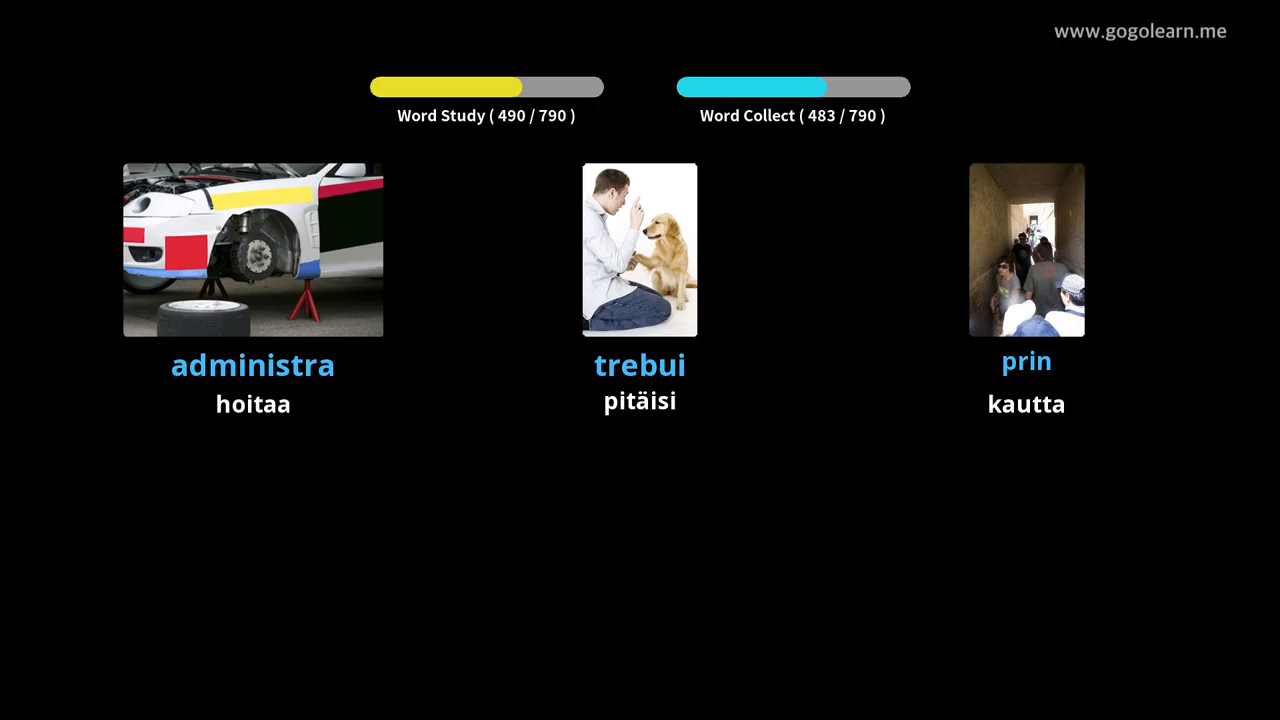 www.gogolearn.me
Word Study ( 490 / 790 )
Word Collect ( 483 / 790 )
administra
trebui
prin
hoitaa
pitäisi
kautta